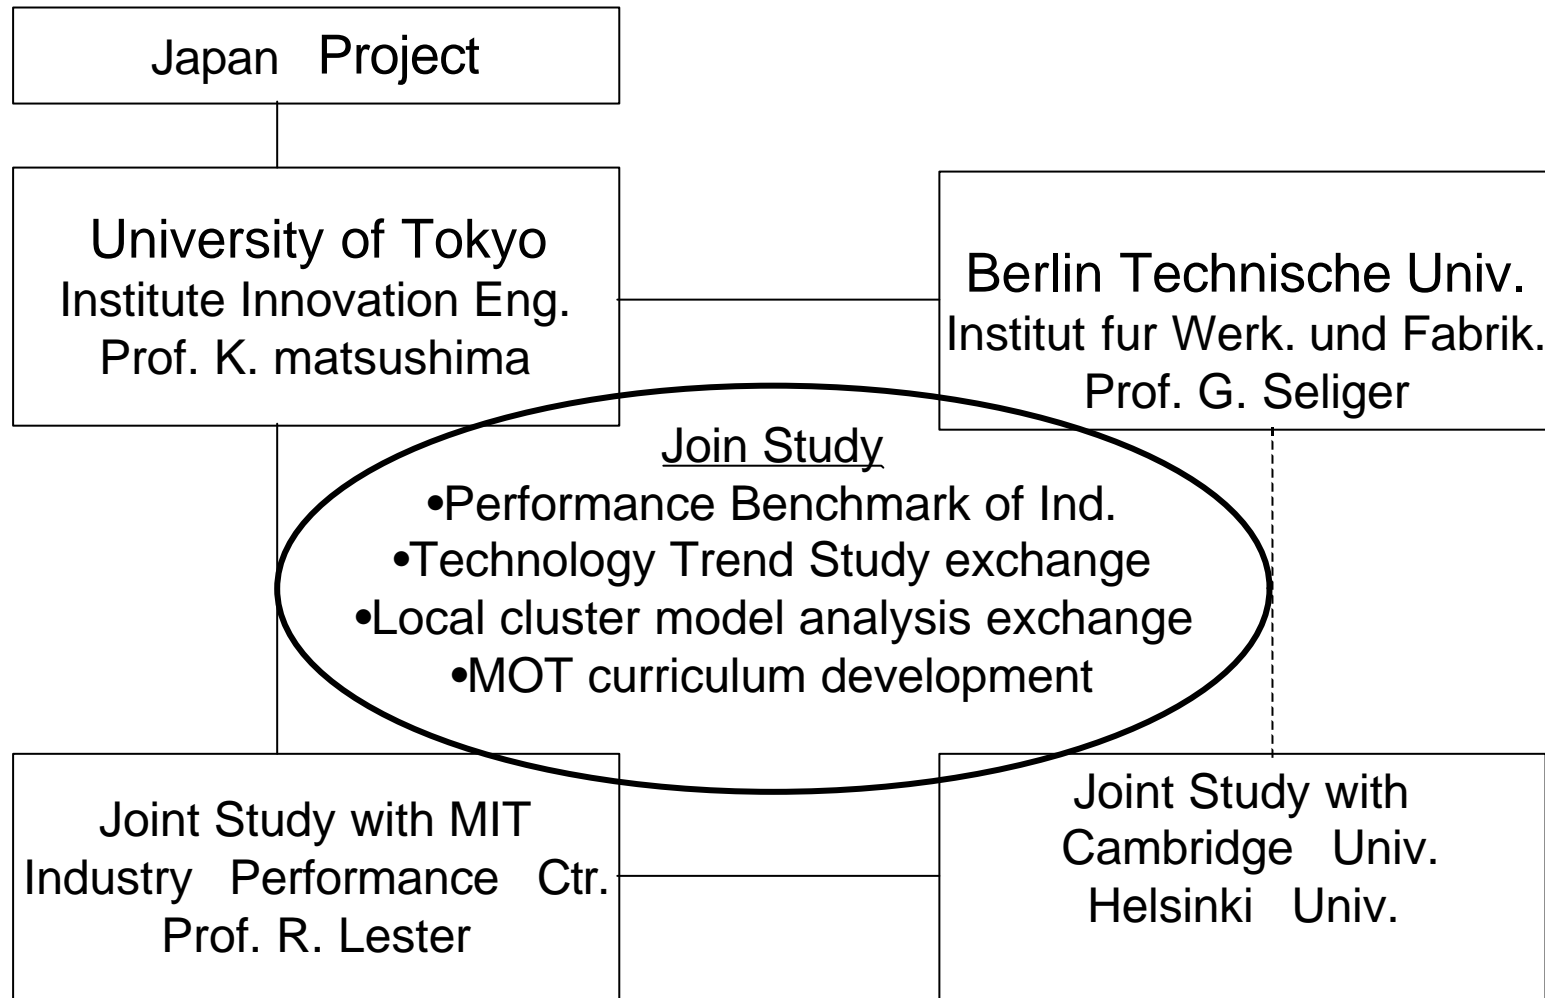 Japan Project
University of Tokyo
Institute Innovation Eng.
Prof. K. matsushima
Berlin Technische Univ.
Institut fur Werk. und Fabrik.
Prof. G. Seliger
Join Study
•Performance Benchmark of Ind.
•Technology Trend Study exchange
•Local cluster model analysis exchange
•MOT curriculum development
Joint Study with MIT
Industry Performance Ctr.
Prof. R. Lester
Joint Study with
Cambridge Univ.
Helsinki Univ.